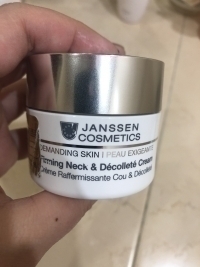 JANSSEN
COSMETICS
DEMANDING SKIN | PEAU EXIGEANTE
Firming Neck & Décolleté Cream
Crème Raffermissante Cou & Décolleté